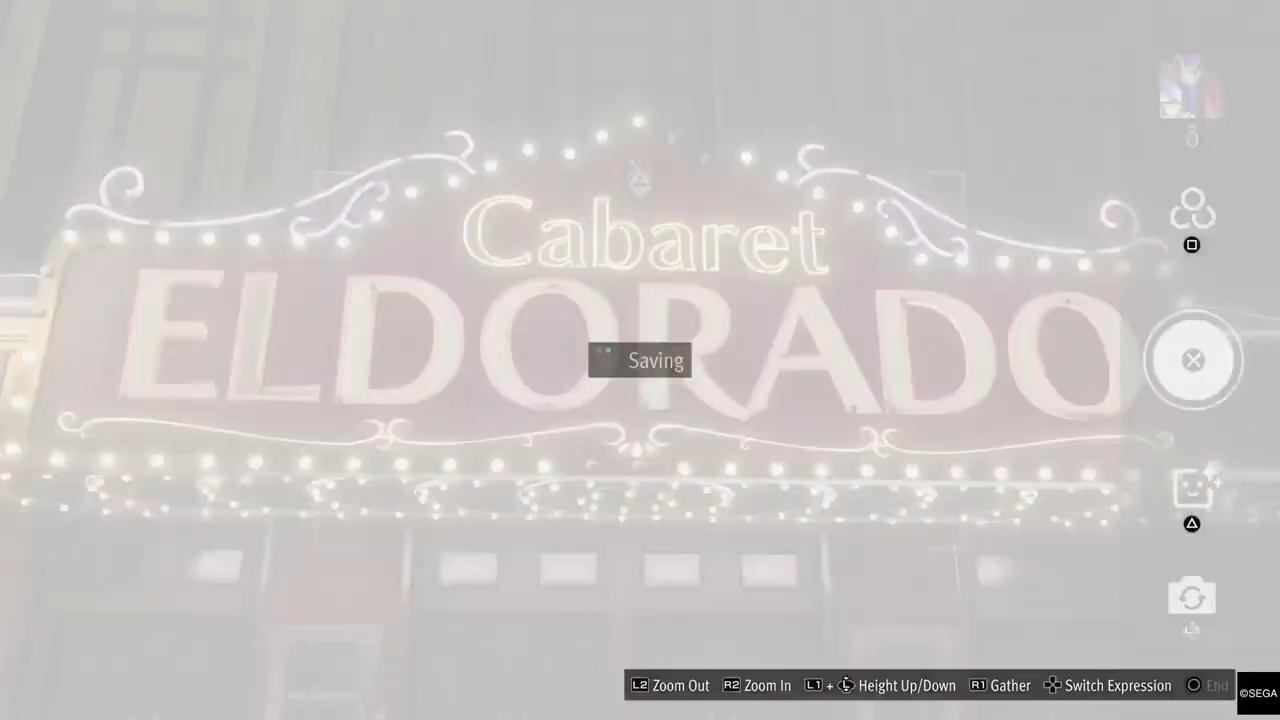 Cabaret
ELDORADO
Saving
L2 Zoom Out R2 Zoom In L1 + L Height Up/Down R1 Gather Switch Expression End
©SEGA